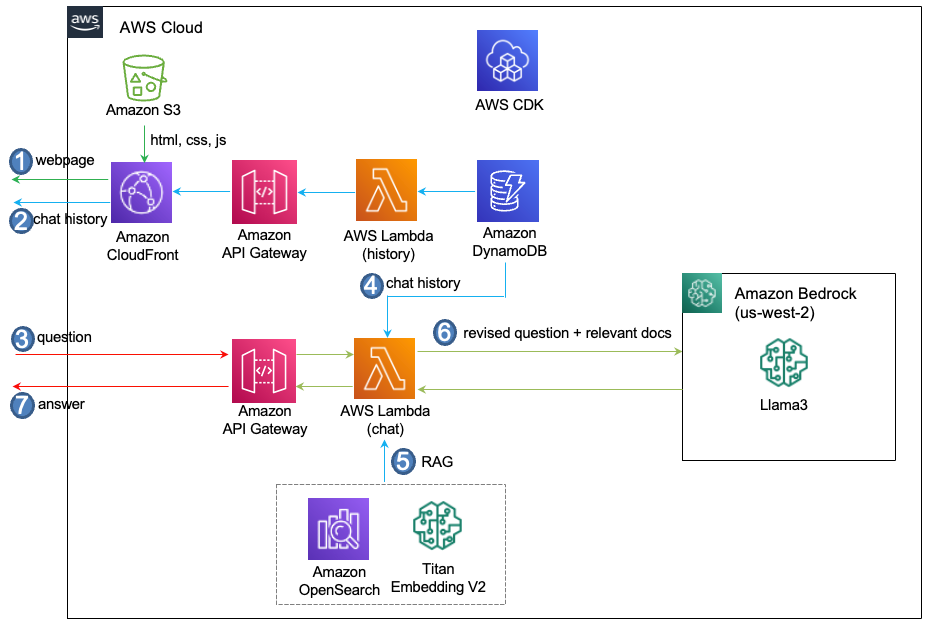 aws
AWS Cloud
Amazon S3
AWS CDK
html, css, js
1 webpage
2 chat history
Amazon
CloudFront
Amazon
API Gateway
AWS Lambda
(history)
Amazon
DynamoDB
4 chat history
Amazon Bedrock
(us-west-2)
Llama3
3 question
6 revised question + relevant docs
7 answer
Amazon
API Gateway
AWS Lambda
(chat)
5 RAG
Amazon
OpenSearch
Titan
Embedding V2